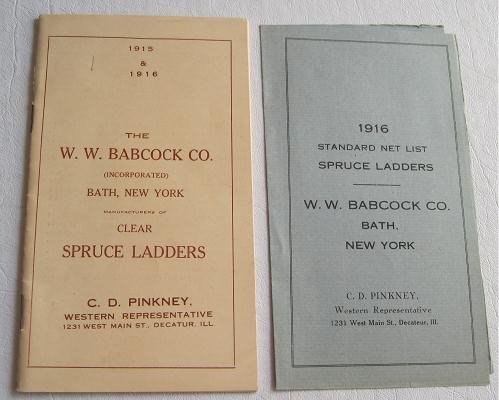 1915
&
1916
THE
W. W. BABCOCK CO.
(INCORPORATED)
BATH, NEW YORK
MANUFACTURERS OF
CLEAR
SPRUCE LADDERS
C. D. PINKNEY,
WESTERN REPRESENTATIVE
1231 WEST MAIN ST., DECATUR, ILL
1916
STANDARD NET LIST
SPRUCE LADDERS
W. W. BABCOCK CO.
BATH,
NEW YORK
C. D. PINKNEY,
Western Representative
1231 West Main St., Decatur, Ill.